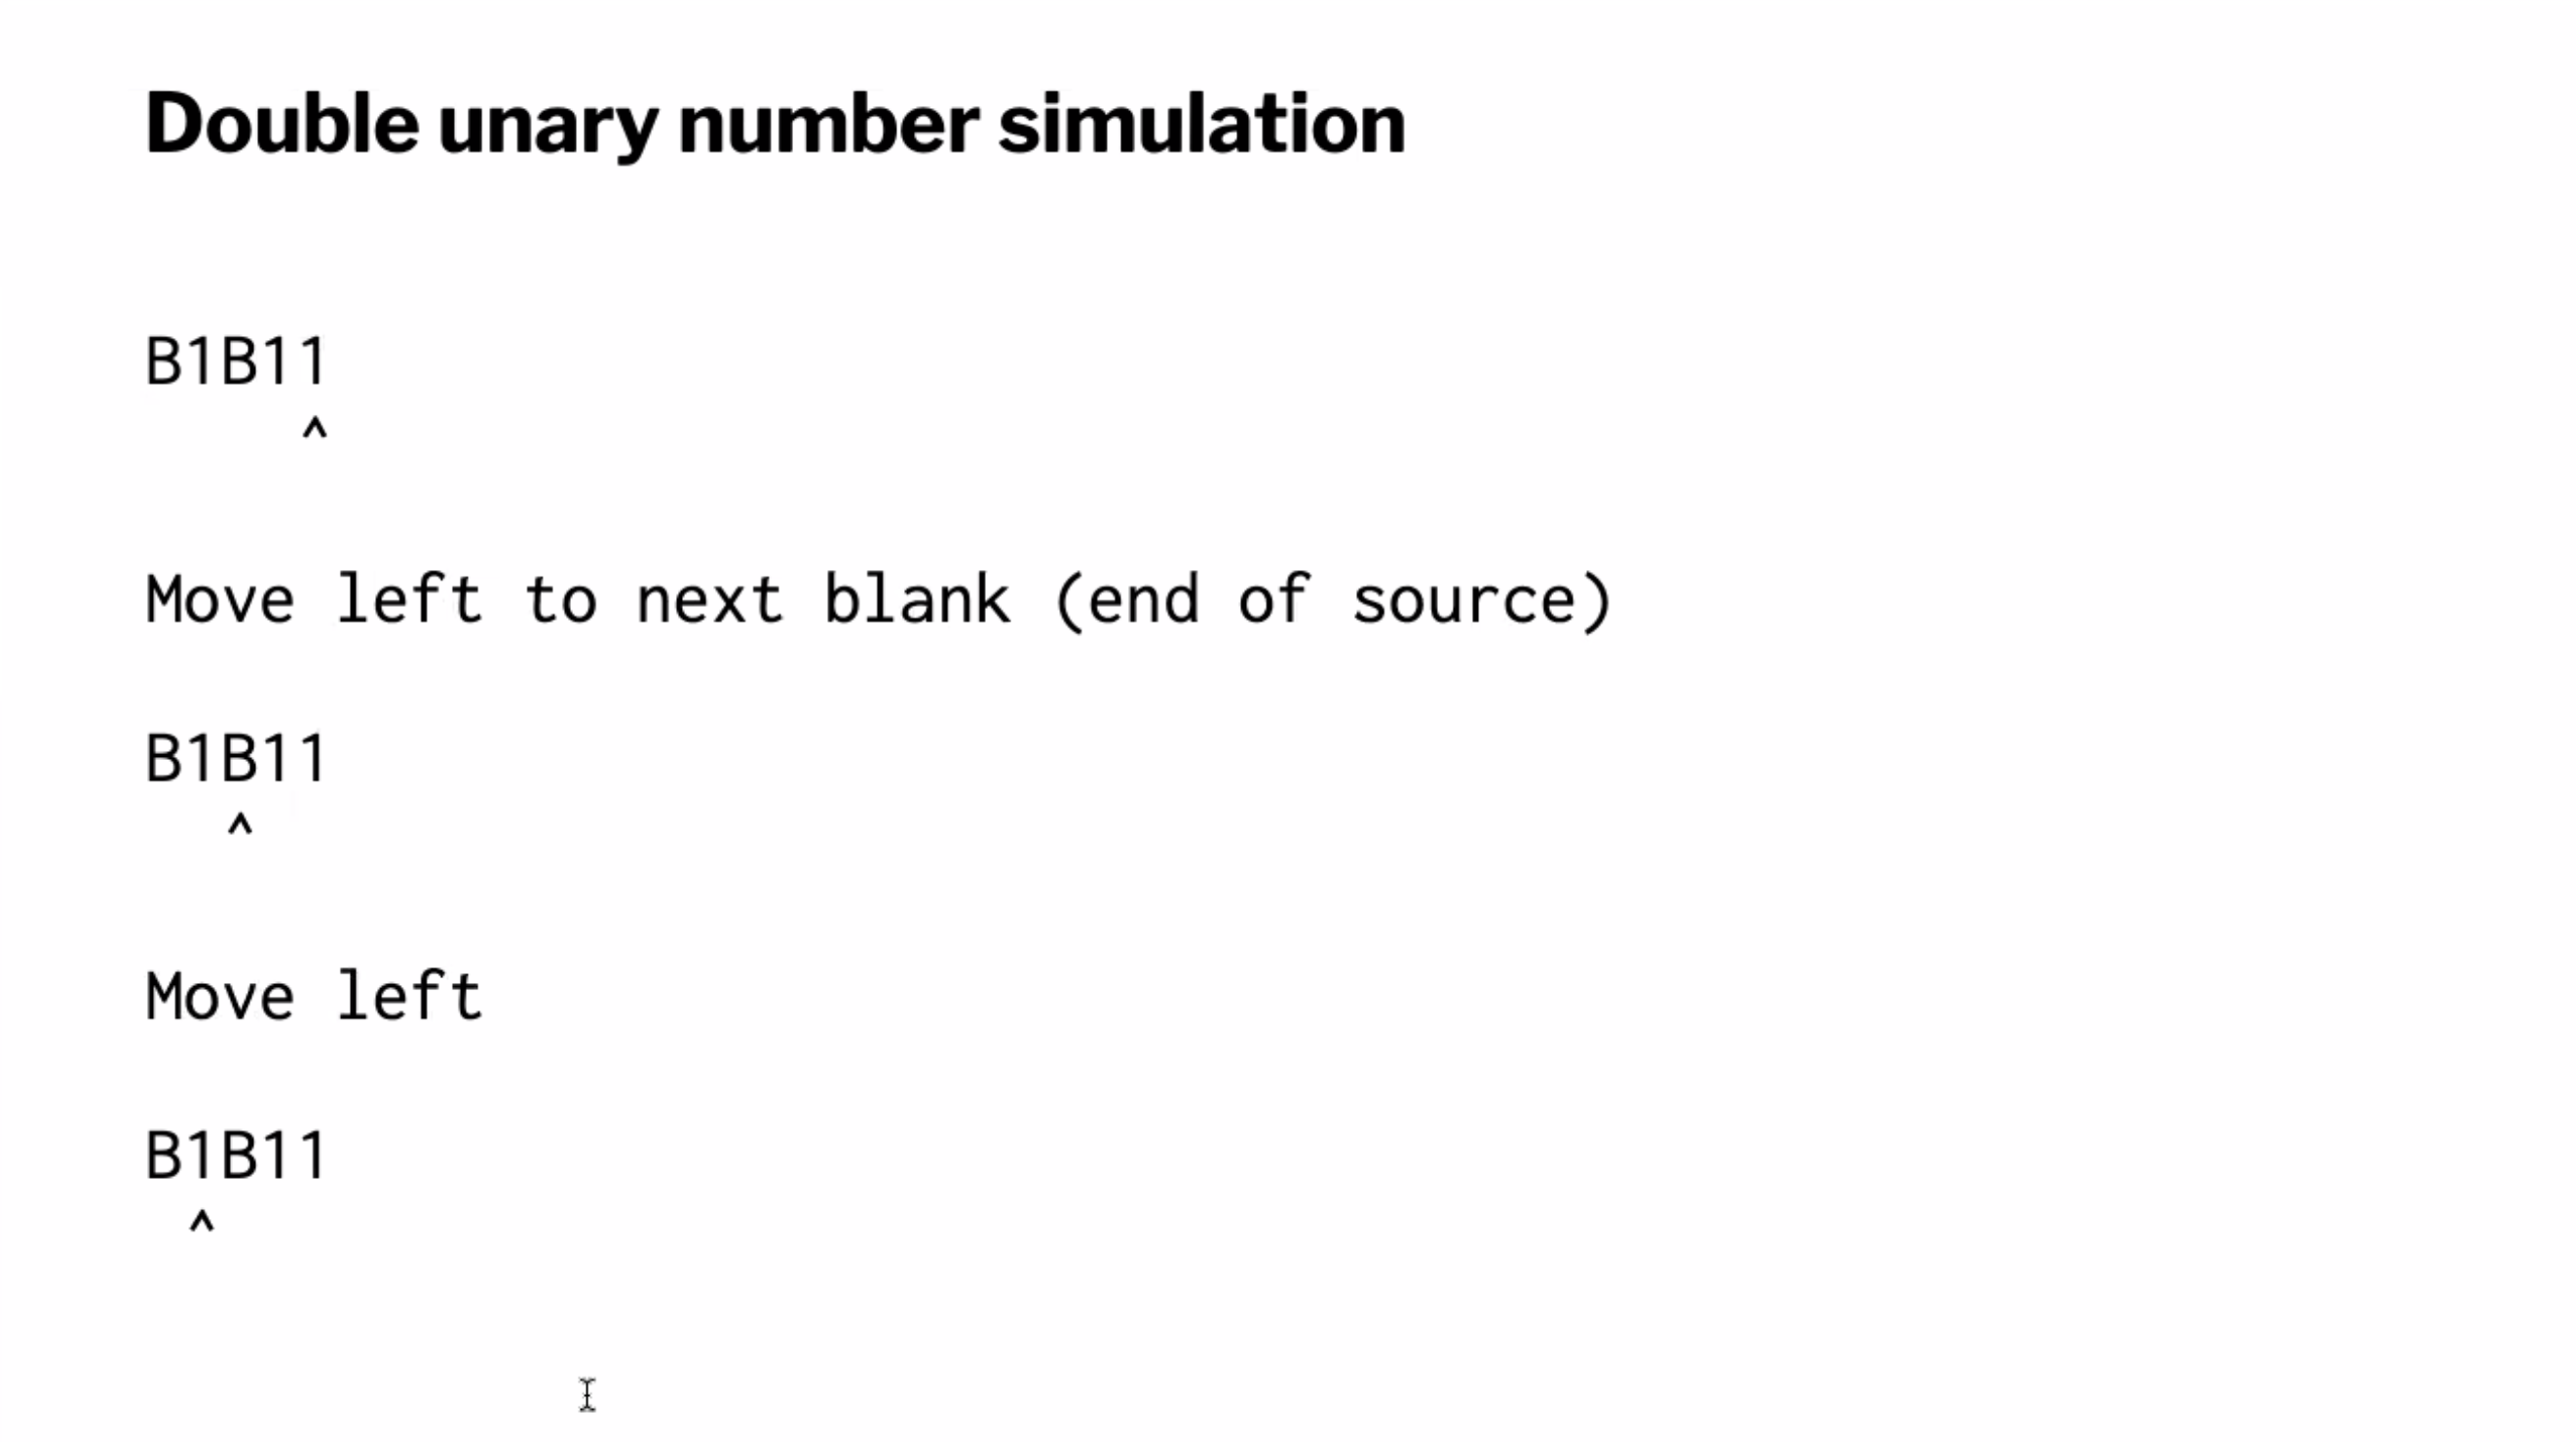 Double unary number simulation
B1B11
    ^
Move left to next blank (end of source)
B1B11
  ^
Move left
B1B11
 ^